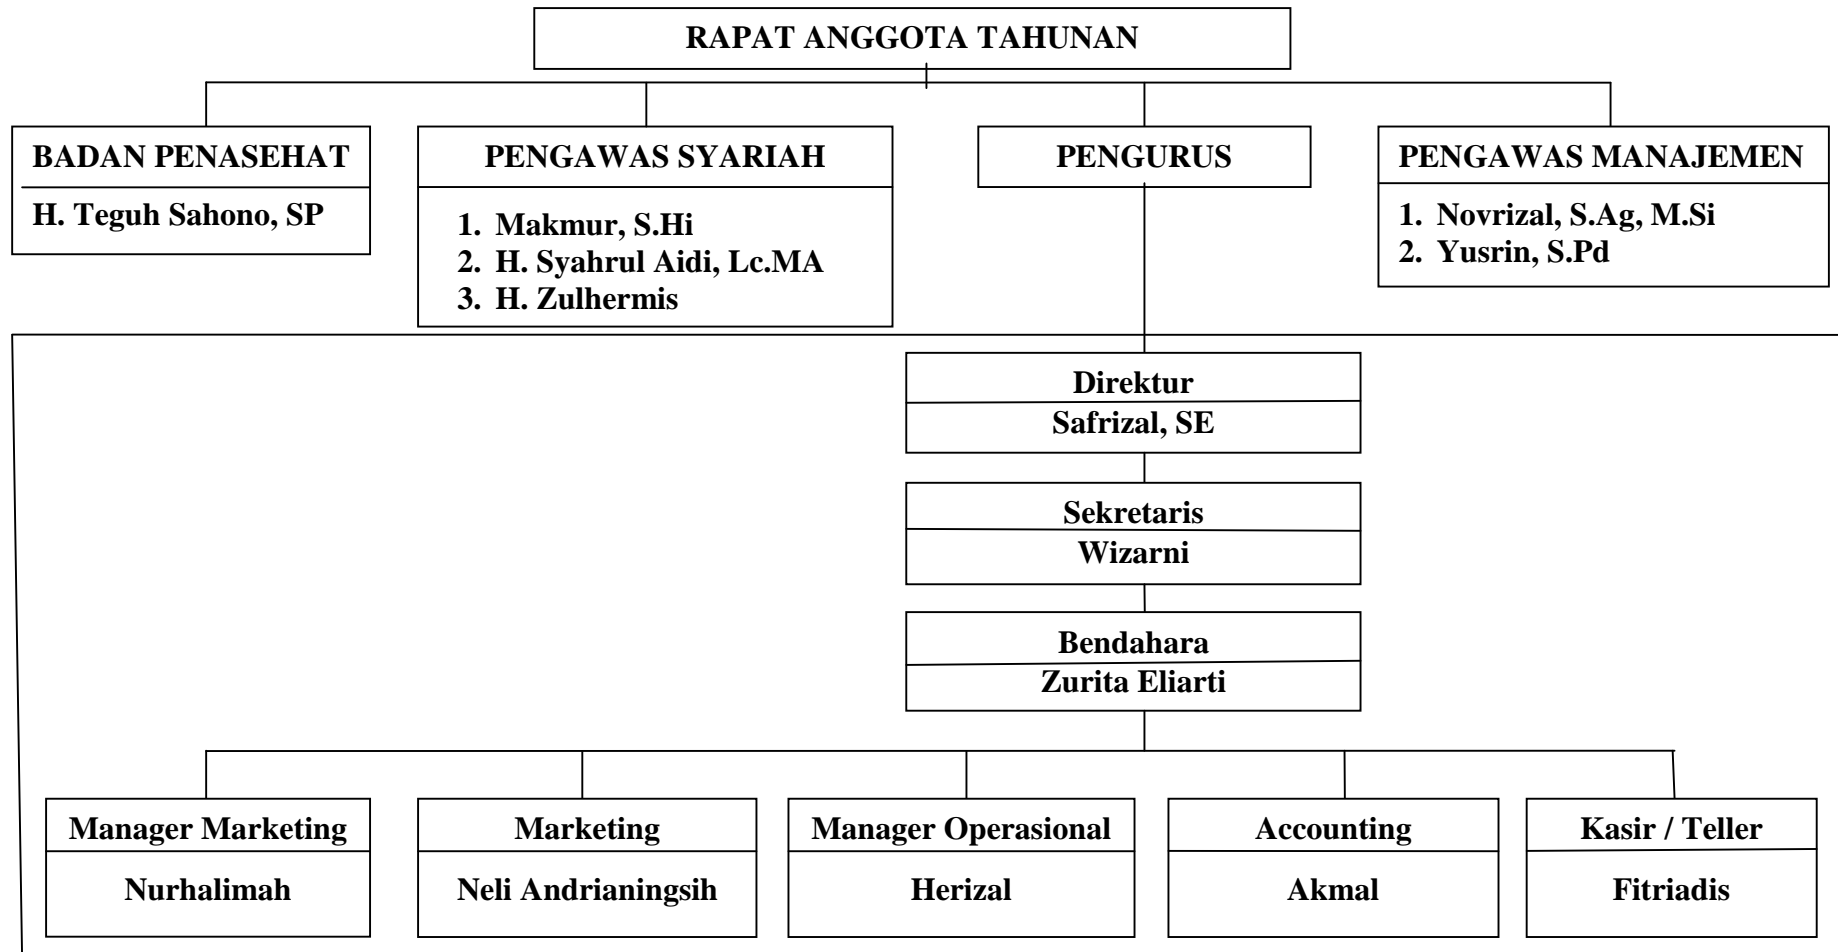 RAPAT ANGGOTA TAHUNAN
BADAN PENASEHAT
H. Teguh Sahono, SP
PENGAWAS SYARIAH
1. Makmur, S.Hi
2. H. Syahrul Aidi, Lc.MA
3. H. Zulhermis
PENGURUS
PENGAWAS MANAJEMEN
1. Novrizal, S.Ag, M.Si
2. Yusrin, S.Pd
Direktur
Safrizal, SE
Sekretaris
Wizarni
Bendahara
Zurita Eliarti
Manager Marketing
Nurhalimah
Marketing
Neli Andrianingsih
Manager Operasional
Herizal
Accounting
Akmal
Kasir / Teller
Fitriadis